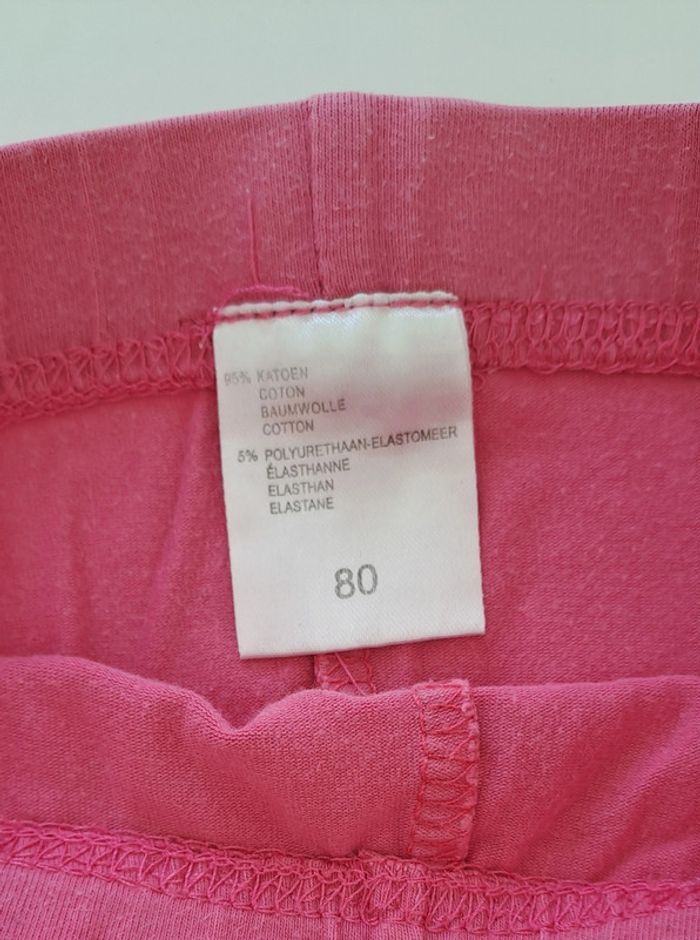 95% KATOEN
COTON
BAUMWOLLE
COTTON
5% POLYURETHAAN-ELASTOMEER
ÉLASTHANNE
ELASTHAN
ELASTANE
80